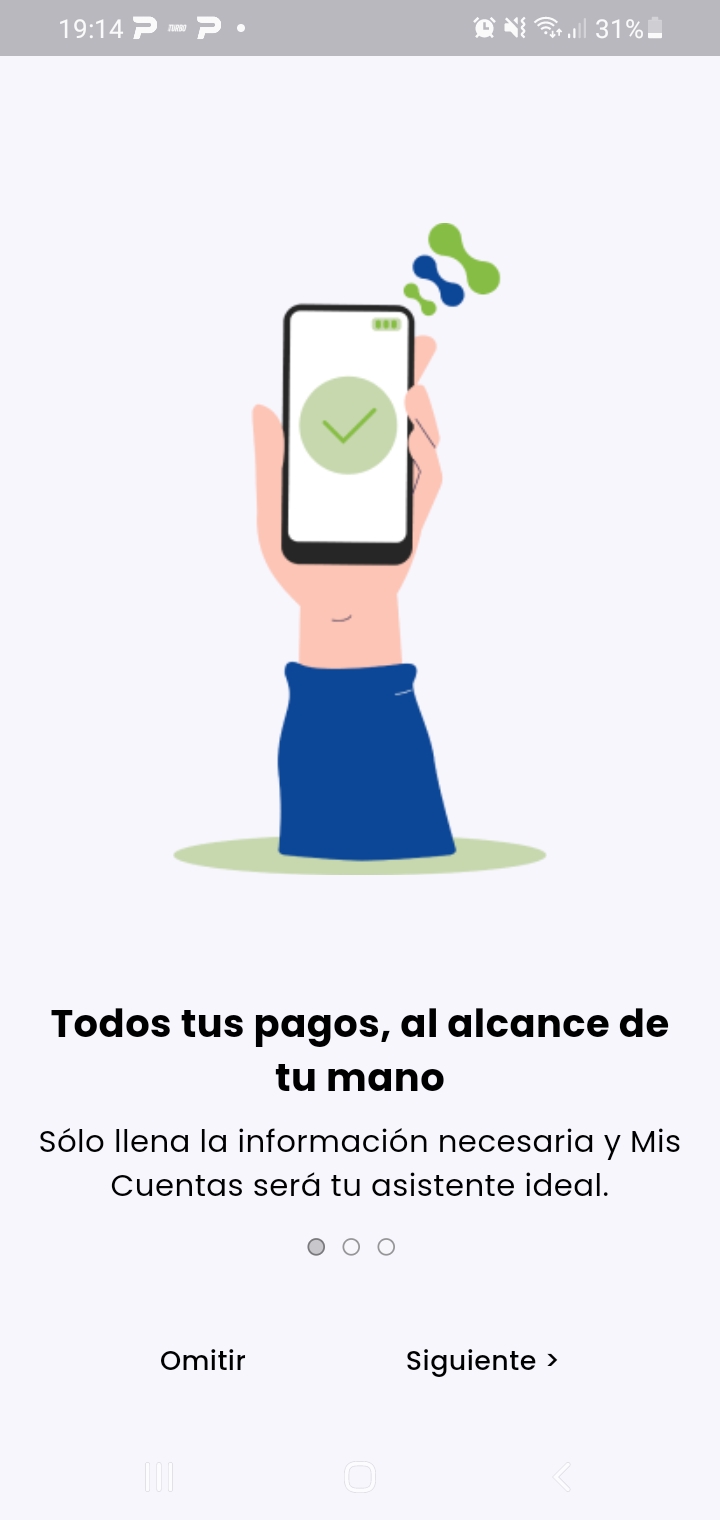 19:14 TURBO 31%
Todos tus pagos, al alcance de
tu mano
Sólo llena la información necesaria y Mis
Cuentas será tu asistente ideal.
Omitir Siguiente >